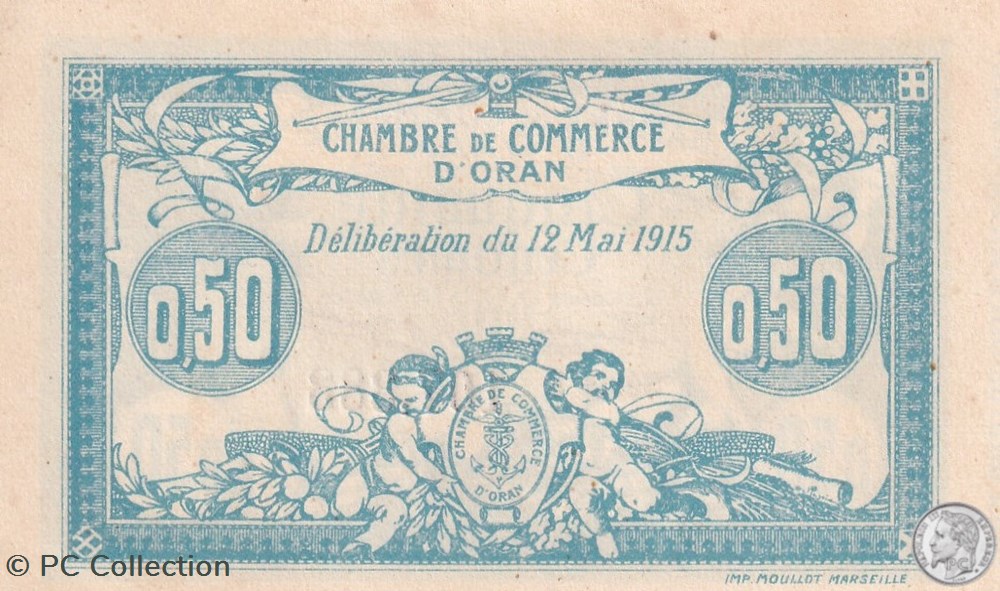 CHAMBRE DE COMMERCE
D'ORAN
Délibération du 12 Mai 1915
0,50
0,50
CHAMBRE DE COMMERCE
D'ORAN
© PC Collection
IMP. MOULLOT MARSEILLE